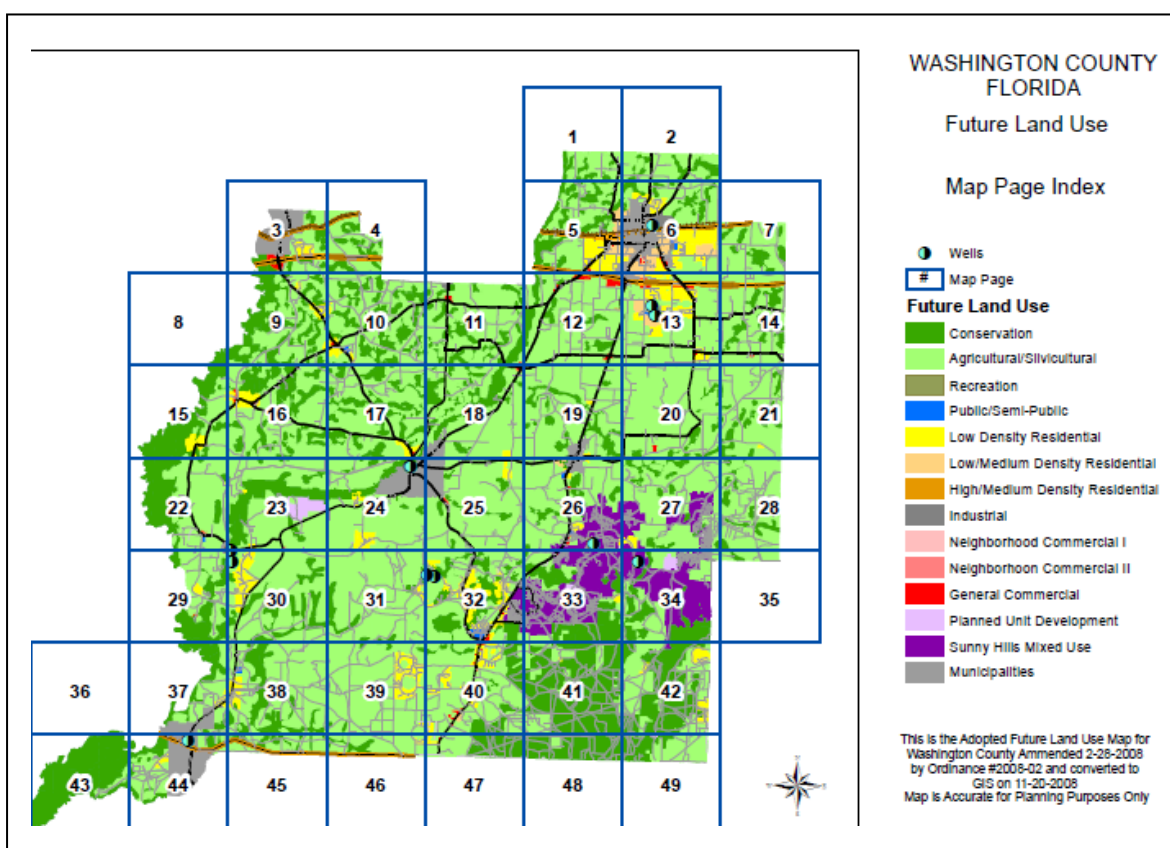 WASHINGTON COUNTY
FLORIDA
Future Land Use
Map Page Index
Wells
# Map Page
Future Land Use
Conservation
Agricultural/Silvicultural
Recreation
Public/Semi-Public
Low Density Residential
Low/Medium Density Residential
High/Medium Density Residential
Industrial
Neighborhood Commercial I
Neighborhoon Commercial II
General Commercial
Planned Unit Development
Sunny Hills Mixed Use
Municipalities
This is the Adopted Future Land Use Map for
Washington County Ammended 2-28-2008
by Ordinance #2008-02 and converted to
GIS on 11-20-2008
Map is Accurate for Planning Purposes Only
1 2
3 4 5 6 7
8 9 10 11 12 13 14
15 16 17 18 19 20 21
22 23 24 25 26 27 28
29 30 31 32 33 34 35
36 37 38 39 40 41 42
43 44 45 46 47 48 49